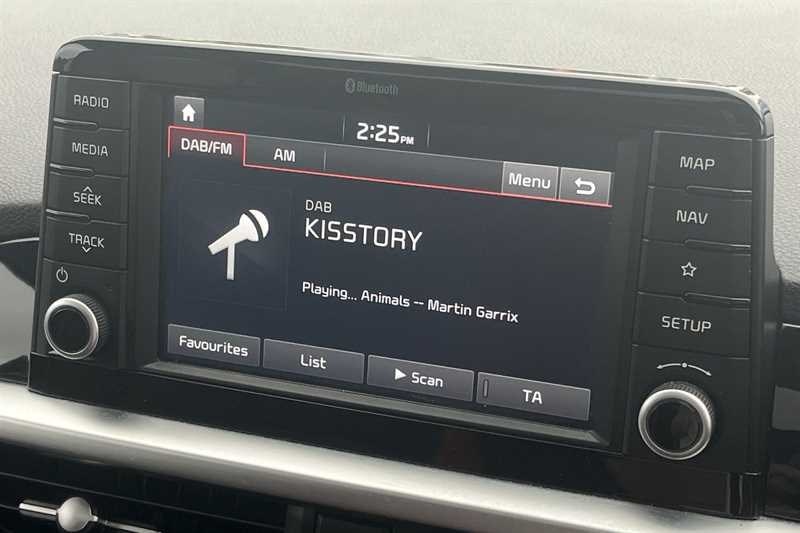 Bluetooth
2:25PM
DAB/FM
AM
Menu
DAB
KISSTORY
Playing... Animals -- Martin Garrix
Favourites
List
Scan
TA
RADIO
MEDIA
SEEK
TRACK
MAP
NAV
SETUP